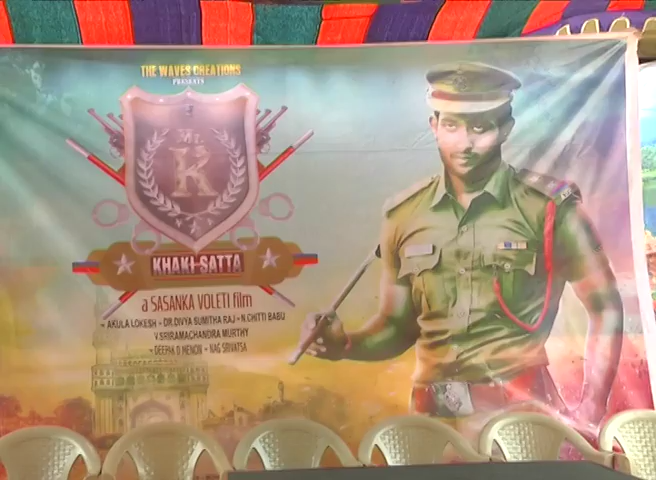 THE WAVES CREATIONS
PRESENTS
Mr.
K
KHAKI-SATTA
a SASANKA VOLETI film
AKULA LOKESH - DR.DIVYA SUMITHA RAJ - N.CHITTI BABU
V.SRIRAMACHANDRA MURTHY
DEEPAK D MENON - NAG SRIVATSA